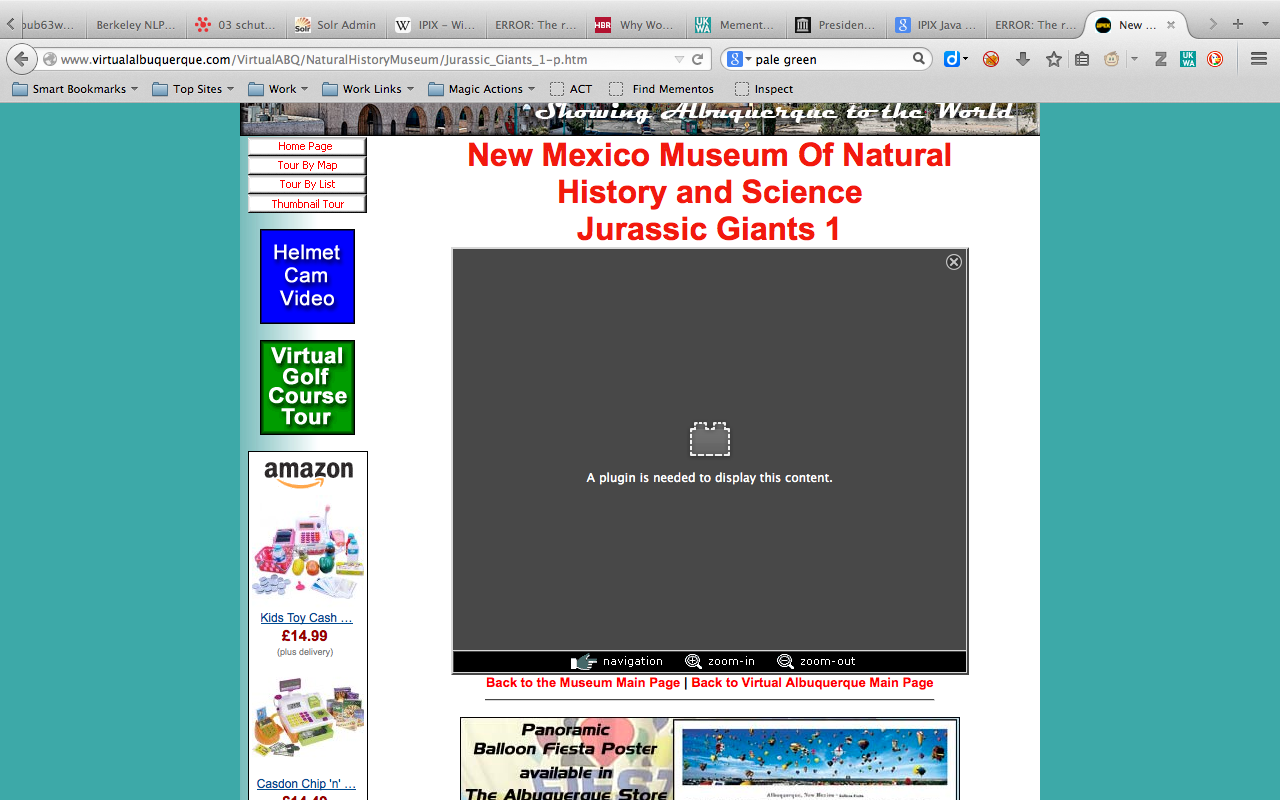 pub63w…
Berkeley NLP…
03 schut…
Solr Admin
IPIX – Wi…
ERROR: The r…
Why Wo…
Mement…
Presiden…
IPIX Java …
ERROR: The r…
New …
www.virtualalbuquerque.com/VirtualABQ/NaturalHistoryMuseum/Jurassic_Giants_1-p.htm
pale green
Smart Bookmarks
Top Sites
Work
Work Links
Magic Actions
ACT
Find Mementos
Inspect
Showing Albuquerque to the World
Home Page
Tour By Map
Tour By List
Thumbnail Tour
Helmet
Cam
Video
Virtual
Golf
Course
Tour
amazon
Kids Toy Cash …
£14.99
(plus delivery)
Casdon Chip 'n' …
£14.49
New Mexico Museum Of Natural
History and Science
Jurassic Giants 1
A plugin is needed to display this content.
navigation zoom-in zoom-out
Back to the Museum Main Page | Back to Virtual Albuquerque Main Page
Panoramic
Balloon Fiesta Poster
available in
The Albuquerque Store
Albuquerque, New Mexico - Balloon Fiesta